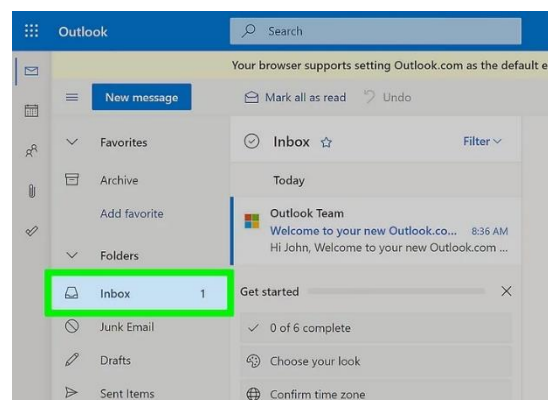 Outlook
Search
Your browser supports setting Outlook.com as the default e
New message
Mark all as read
Undo
Favorites
Archive
Add favorite
Folders
Inbox 1
Junk Email
Drafts
Sent Items
Inbox
Filter
Today
Outlook Team
Welcome to your new Outlook.co... 8:36 AM
Hi John, Welcome to your new Outlook.com ...
Get started
0 of 6 complete
Choose your look
Confirm time zone